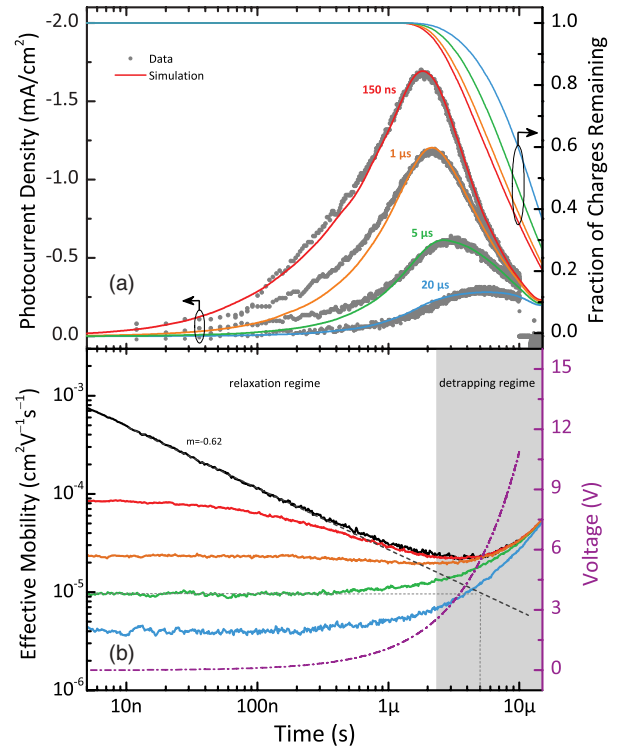 -2.0
-1.5
-1.0
-0.5
0.0
Photocurrent Density (mA/cm²)
Data
Simulation
150 ns
1 µs
5 µs
20 µs
(a)
1.0
0.8
0.6
0.4
0.2
0.0
Fraction of Charges Remaining
relaxation regime
detrapping regime
m=-0.62
10⁻³
10⁻⁴
10⁻⁵
10⁻⁶
Effective Mobility (cm²V⁻¹s⁻¹)
(b)
15
12
9
6
3
0
Voltage (V)
10n
100n
1µ
10µ
Time (s)